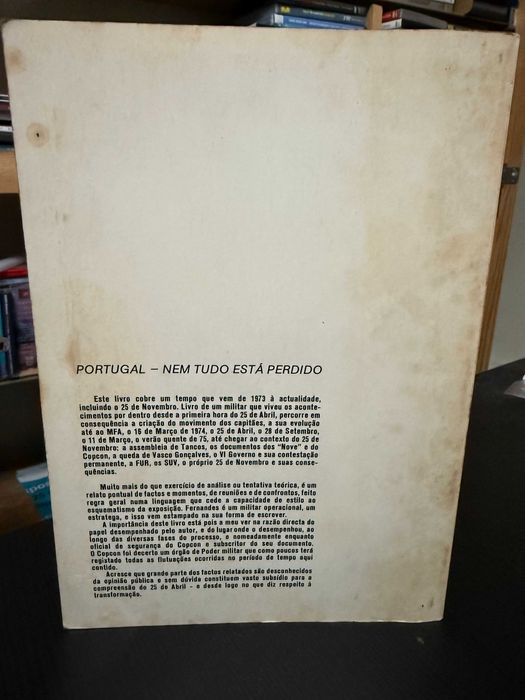 PORTUGAL – NEM TUDO ESTÁ PERDIDO
Este livro cobre um tempo que vem de 1973 à actualidade,
incluindo o 25 de Novembro. Livro de um militar que viveu os aconte-
cimentos por dentro desde a primeira hora do 25 de Abril, percorre em
consequência a criação do movimento dos capitães, a sua evolução
até ao MFA, o 16 de Março de 1974, o 25 de Abril, o 28 de Setembro,
o 11 de Março, o verão quente de 75, até chegar ao contexto do 25 de
Novembro: a assembleia de Tancos, os documentos dos "Nove" e do
Copcon, a queda de Vasco Gonçalves, o VI Governo e sua contestação
permanente, a FUR, os SUV, o próprio 25 de Novembro e suas conse-
quências.
Muito mais do que exercício de análise ou tentativa teórica, é um
relato pontual de factos e momentos, de reuniões e de confrontos, feito
regra geral numa linguagem que cede a capacidade de estilo ao
esquematismo da exposição. Fernandes é um militar operacional, um
estratega, e isso vem estampado na sua forma de escrever.
A importância deste livro está pois a meu ver na razão directa do
papel desempenhado pelo autor, e do lugar onde o desempenhou, ao
longo das diversas fases do processo, e nomeadamente enquanto
oficial de segurança do Copcon e subscritor do seu documento.
O Copcon foi decerto um órgão do Poder militar que como poucos terá
registado todas as flutuações ocorridas no período de tempo aqui
contido.
Acresce que grande parte dos factos relatados são desconhecidos
da opinião pública e sem dúvida constituem vasto subsídio para a
compreensão do 25 de Abril – e desde logo no que diz respeito à
transformação.